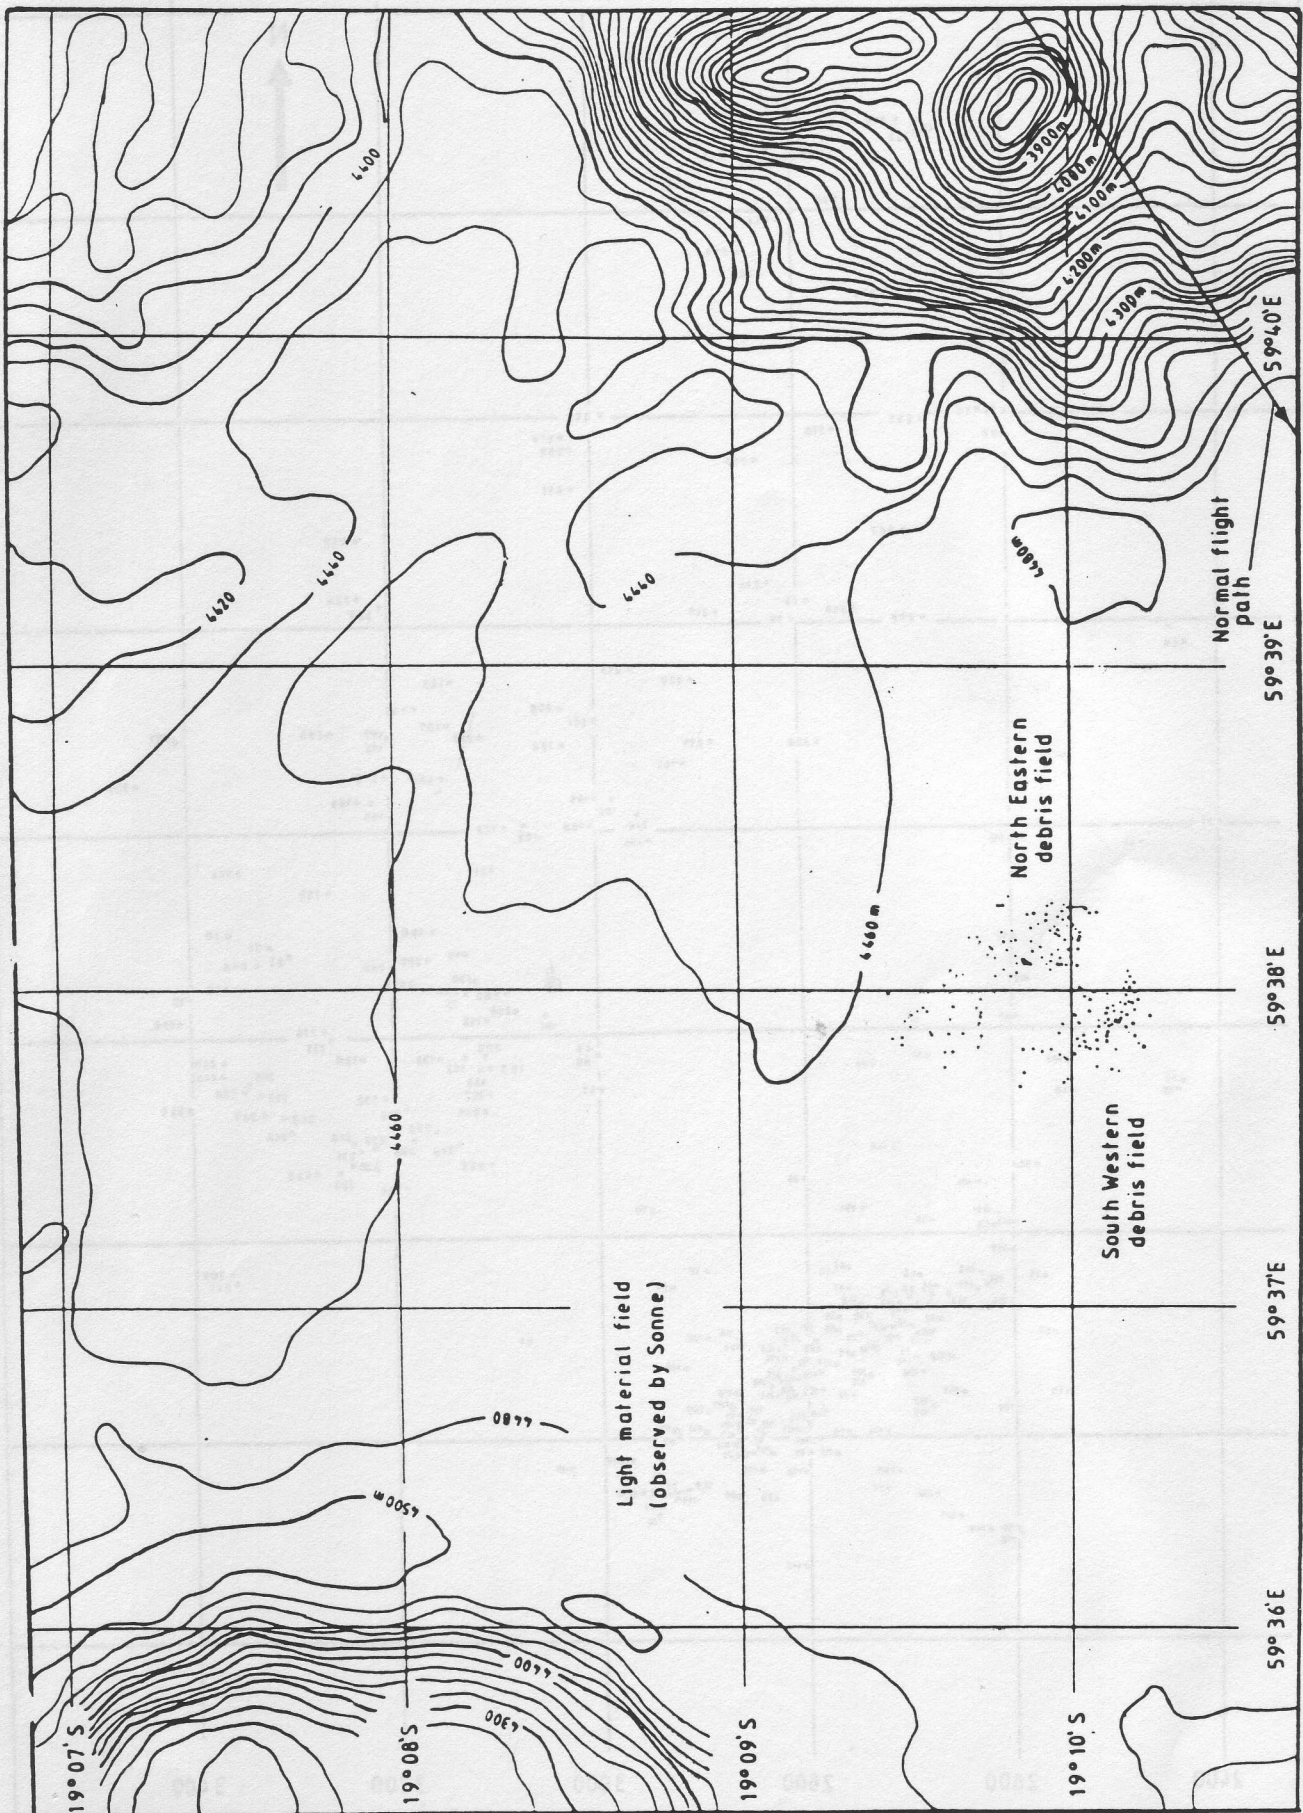 4400
3900m
4000m
4100m
4200m
4300m
59°40'E
4440
4420
4440
4480m
Normal flight
path
59°39'E
North Eastern
debris field
4460m
59°38'E
4460
South Western
debris field
59°37'E
Light material field
(observed by Sonne)
4480
4500m
59°36'E
4400
4300
19°07'S
19°08'S
19°09'S
19°10'S